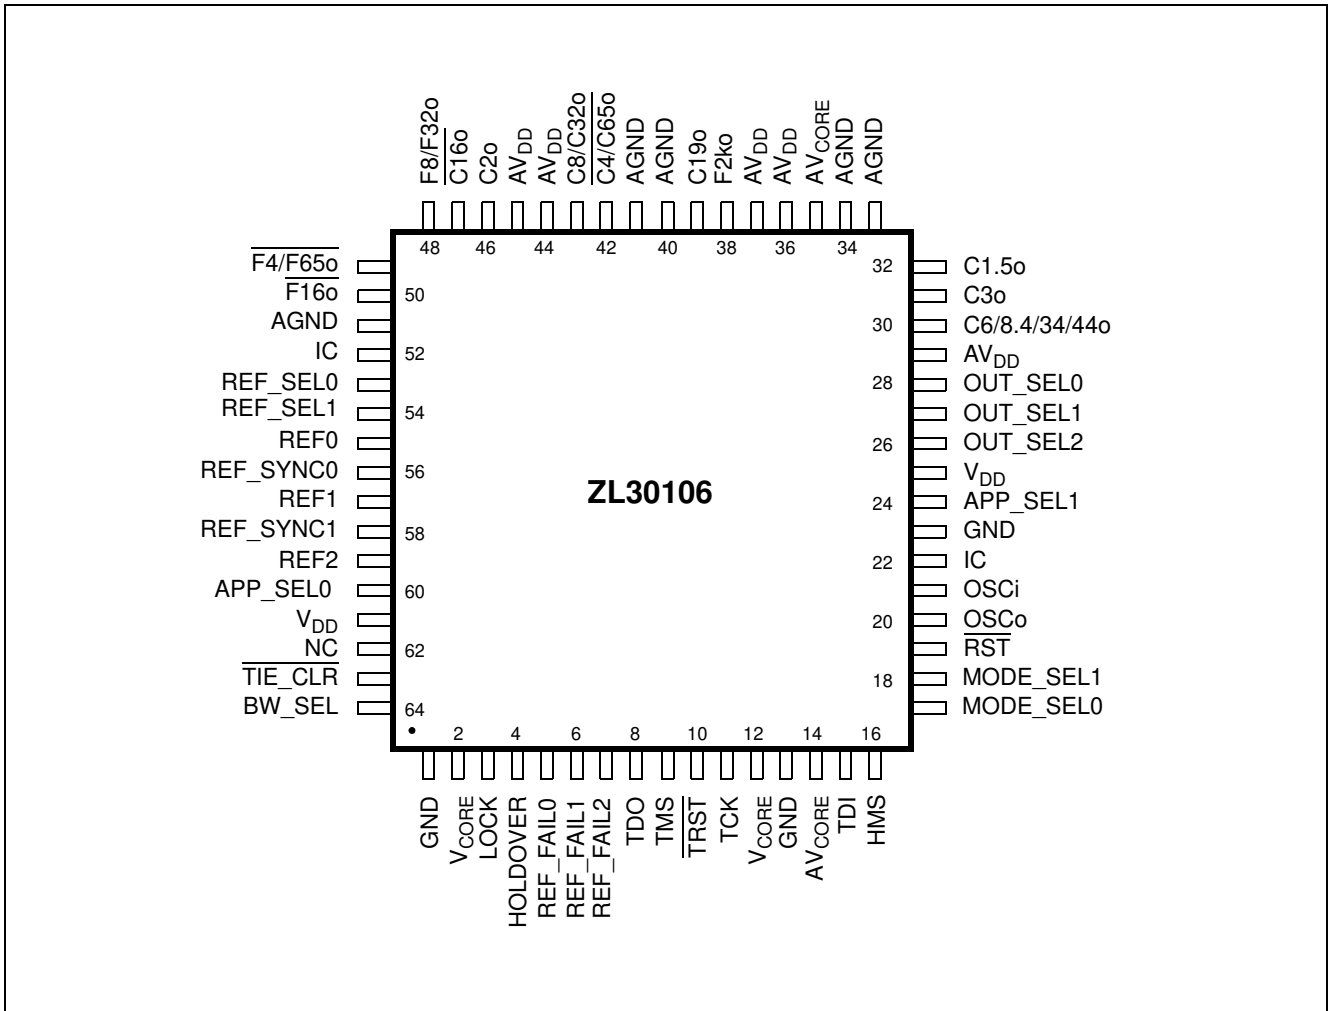 F8/F32o
C16o
C2o
AVDD
AVDD
C8/C32o
C4/C65o
AGND
AGND
C19o
F2ko
AVDD
AVDD
AVCORE
AGND
AGND
48 46 44 42 40 38 36 34
F4/F65o
F16o 50
AGND
IC 52
REF_SEL0
REF_SEL1 54
REF0
REF_SYNC0 56
REF1
REF_SYNC1 58
REF2
APP_SEL0 60
VDD
NC 62
TIE_CLR
BW_SEL 64
ZL30106
32 C1.5o
C3o
30 C6/8.4/34/44o
AVDD
28 OUT_SEL0
OUT_SEL1
26 OUT_SEL2
VDD
24 APP_SEL1
GND
22 IC
OSCi
20 OSCo
RST
18 MODE_SEL1
MODE_SEL0
2 4 6 8 10 12 14 16
GND
VCORE
LOCK
HOLDOVER
REF_FAIL0
REF_FAIL1
REF_FAIL2
TDO
TMS
TRST
TCK
VCORE
GND
AVCORE
TDI
HMS